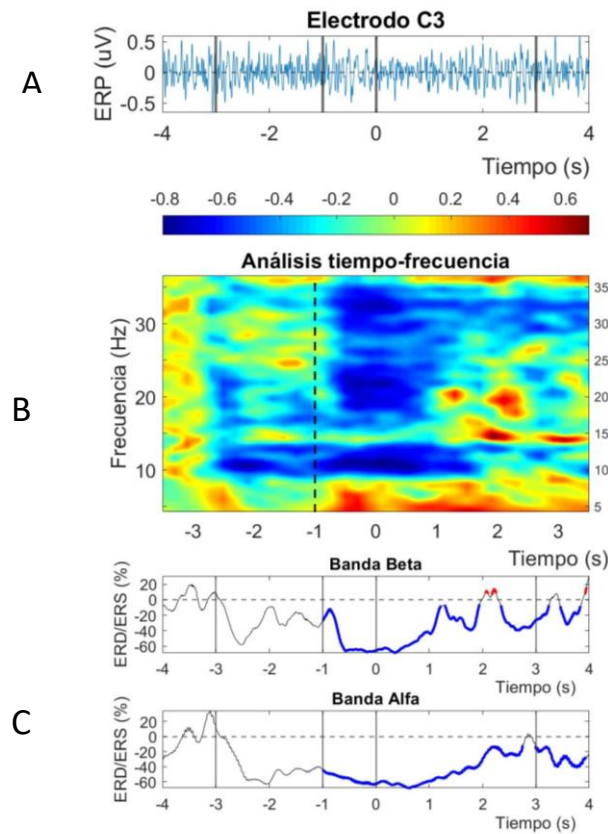 Electrodo C3
A
ERP (uV)
0.5
0
-0.5
-4 -2 0 2 4
Tiempo (s)
-0.8 -0.6 -0.4 -0.2 0 0.2 0.4 0.6
Análisis tiempo-frecuencia
B
Frecuencia (Hz)
30
20
10
35
30
25
20
15
10
5
-3 -2 -1 0 1 2 3
Tiempo (s)
Banda Beta
C
ERD/ERS (%)
20
0
-20
-40
-60
-4 -3 -2 -1 0 1 2 3 4
Tiempo (s)
Banda Alfa
ERD/ERS (%)
20
0
-20
-40
-60
-4 -3 -2 -1 0 1 2 3 4
Tiempo (s)